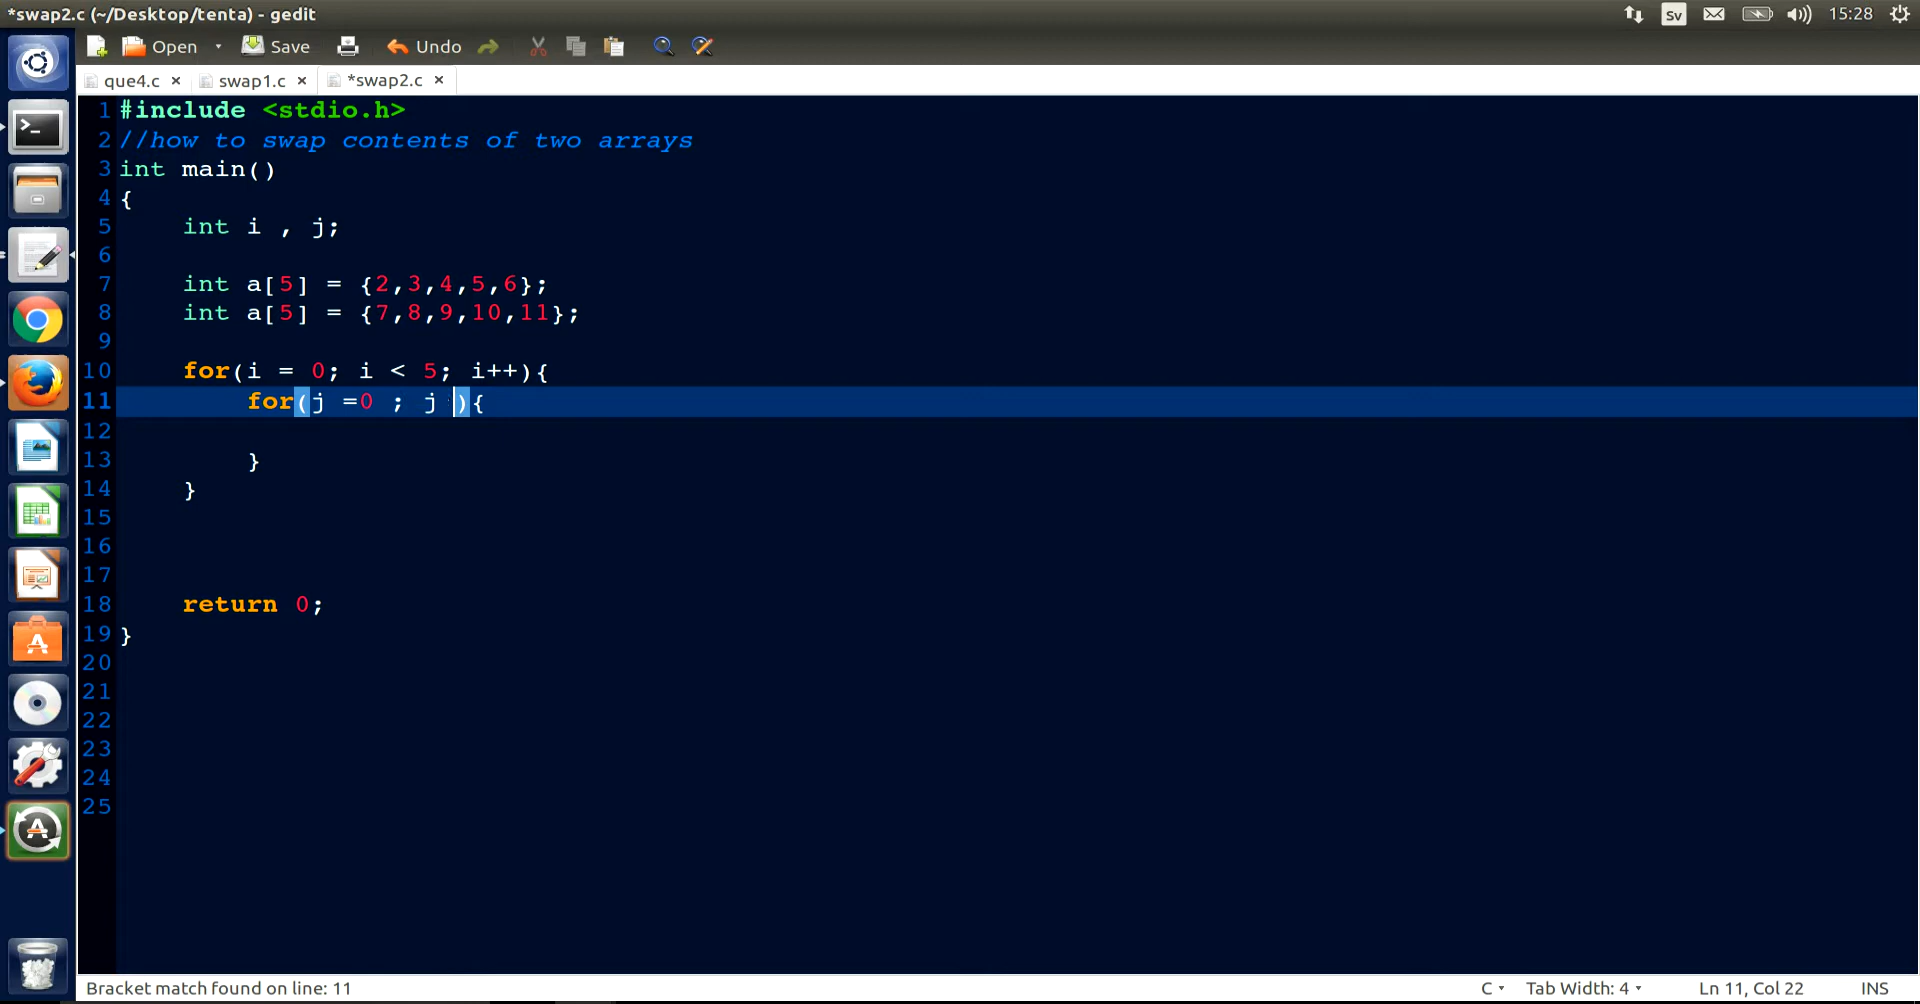 *swap2.c (~/Desktop/tenta) - gedit
Sv
15:28
Open
Save
Undo
que4.c
swap1.c
*swap2.c
1 #include <stdio.h>
2 //how to swap contents of two arrays
3 int main()
4 {
5 int i , j;
6
7 int a[5] = {2,3,4,5,6};
8 int a[5] = {7,8,9,10,11};
9
10 for(i = 0; i < 5; i++){
11 for(j =0 ; j ){
12
13 }
14 }
15
16
17
18 return 0;
19 }
20
21
22
23
24
25
Bracket match found on line: 11
C
Tab Width: 4
Ln 11, Col 22
INS